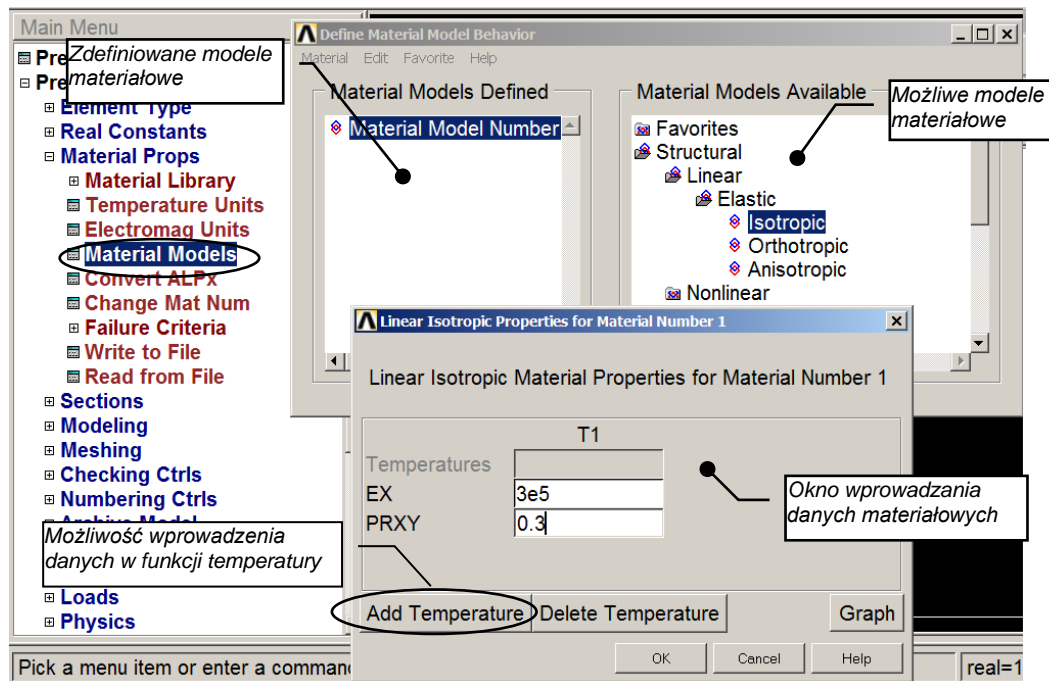 Main Menu
Pre
Pre
Zdefiniowane modele
materiałowe
Element Type
Real Constants
Material Props
Material Library
Temperature Units
Electromag Units
Material Models
Convert ALPx
Change Mat Num
Failure Criteria
Write to File
Read from File
Sections
Modeling
Meshing
Checking Ctrls
Numbering Ctrls
Archive Model
Możliwość wprowadzenia
danych w funkcji temperatury
Loads
Physics
Define Material Model Behavior
Material Edit Favorite Help
Material Models Defined
Material Model Number
Material Models Available
Możliwe modele
materiałowe
Favorites
Structural
Linear
Elastic
Isotropic
Orthotropic
Anisotropic
Nonlinear
Linear Isotropic Properties for Material Number 1
Linear Isotropic Material Properties for Material Number 1
T1
Temperatures
EX 3e5
PRXY 0.3
Okno wprowadzania
danych materiałowych
Add Temperature Delete Temperature Graph
OK Cancel Help
Pick a menu item or enter a comman
real=1